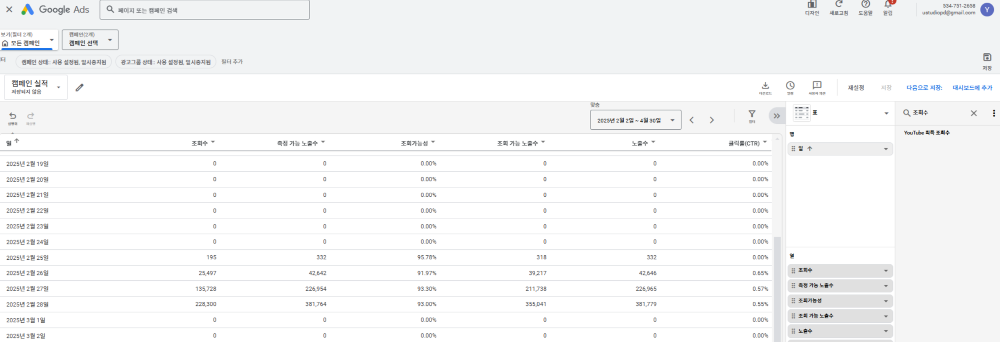 Google Ads
페이지 또는 캠페인 검색
디자인
새로고침
도움말
알림
534-751-2658
ustudiopd@gmail.com
Y
보기(필터 2개)
모든 캠페인
캠페인(2개)
캠페인 선택
터
캠페인 상태:: 사용 설정됨, 일시중지됨
광고그룹 상태:: 사용 설정됨, 일시중지됨
필터 추가
저장
캠페인 실적
저장되지 않음
다운로드
일정
사용자 의견
재설정
저장
다음으로 저장:
대시보드에 추가
실행취
재실행
맞춤
2025년 2월 2일 ~ 4월 30일
필터
표
조회수
행
YouTube 획득 조회수
일
일 조회수 측정 가능 노출수 조회가능성 조회 가능 노출수 노출수 클릭률(CTR)
2025년 2월 19일 0 0 0.00% 0 0 0.00%
2025년 2월 20일 0 0 0.00% 0 0 0.00%
2025년 2월 21일 0 0 0.00% 0 0 0.00%
2025년 2월 22일 0 0 0.00% 0 0 0.00%
2025년 2월 23일 0 0 0.00% 0 0 0.00%
2025년 2월 24일 0 0 0.00% 0 0 0.00%
2025년 2월 25일 195 332 95.78% 318 332 0.00%
2025년 2월 26일 25,497 42,642 91.97% 39,217 42,646 0.65%
2025년 2월 27일 135,728 226,954 93.30% 211,738 226,965 0.57%
2025년 2월 28일 228,300 381,764 93.00% 355,041 381,779 0.55%
2025년 3월 1일 0 0 0.00% 0 0 0.00%
2025년 3월 2일 0 0 0.00% 0 0 0.00%
열
조회수
측정 가능 노출수
조회가능성
조회 가능 노출수
노출수